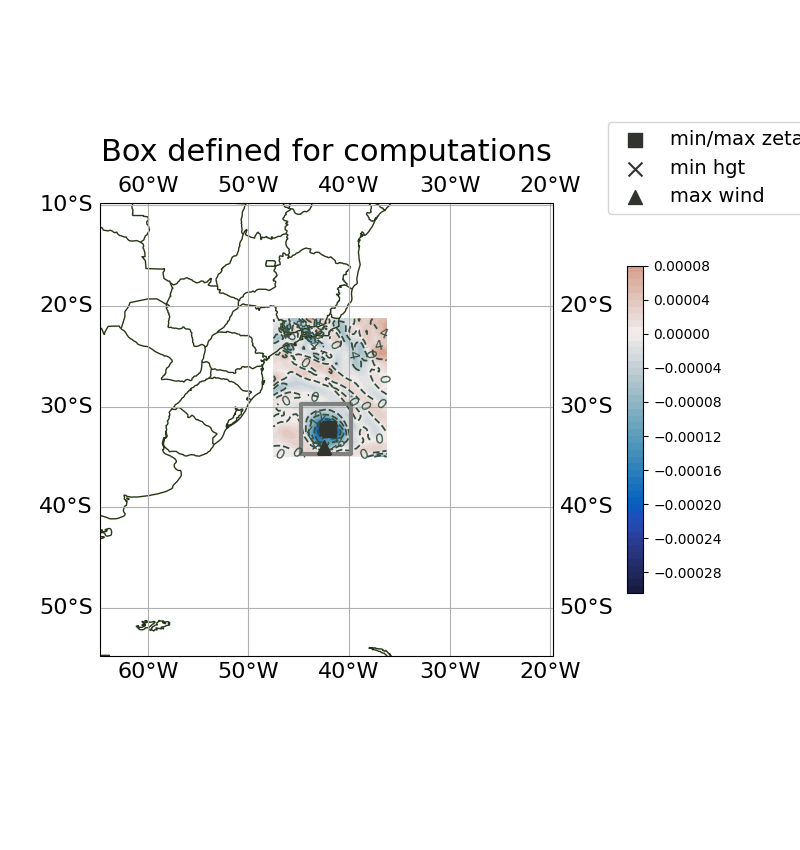 Box defined for computations
min/max zeta
min hgt
max wind
60°W 50°W 40°W 30°W 20°W
10°S
20°S 20°S
30°S 30°S
40°S 40°S
50°S 50°S
60°W 50°W 40°W 30°W 20°W
0.00008
0.00004
0.00000
−0.00004
−0.00008
−0.00012
−0.00016
−0.00020
−0.00024
−0.00028